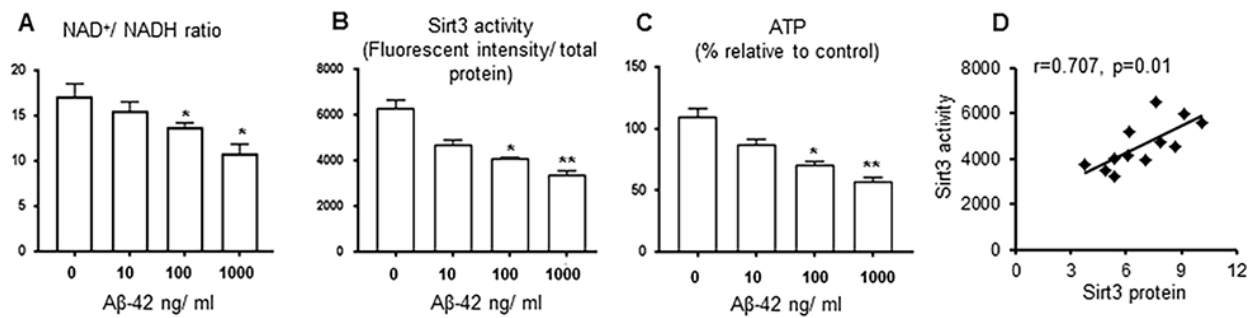 A
NAD⁺/ NADH ratio
20
15
10
5
0
*
*
0 10 100 1000
Aβ-42 ng/ ml
B
Sirt3 activity
(Fluorescent intensity/ total
protein)
8000
6000
4000
2000
0
*
**
0 10 100 1000
Aβ-42 ng/ ml
C
ATP
(% relative to control)
150
100
50
0
*
**
0 10 100 1000
Aβ-42 ng/ ml
D
r=0.707, p=0.01
Sirt3 activity
8000
6000
4000
2000
0
0 3 6 9 12
Sirt3 protein